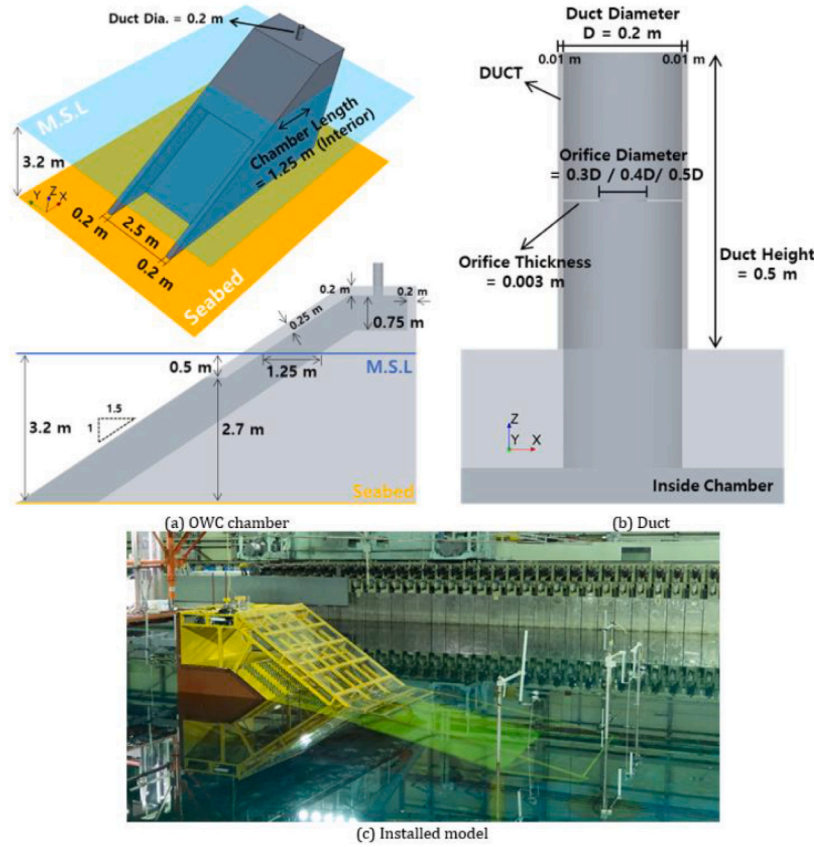 Duct Dia. = 0.2 m
M.S.L
3.2 m
Chamber Length
= 1.25 m (Interior)
Z
Y
X
0.2 m
2.5 m
0.2 m
Seabed
0.2 m
0.2 m
0.25 m
0.75 m
0.5 m
1.25 m
M.S.L
1.5
1
3.2 m
2.7 m
Seabed
(a) OWC chamber
Duct Diameter
D = 0.2 m
0.01 m
0.01 m
DUCT
Orifice Diameter
= 0.3D / 0.4D/ 0.5D
Orifice Thickness
= 0.003 m
Duct Height
= 0.5 m
Z
Y
X
Inside Chamber
(b) Duct
(c) Installed model